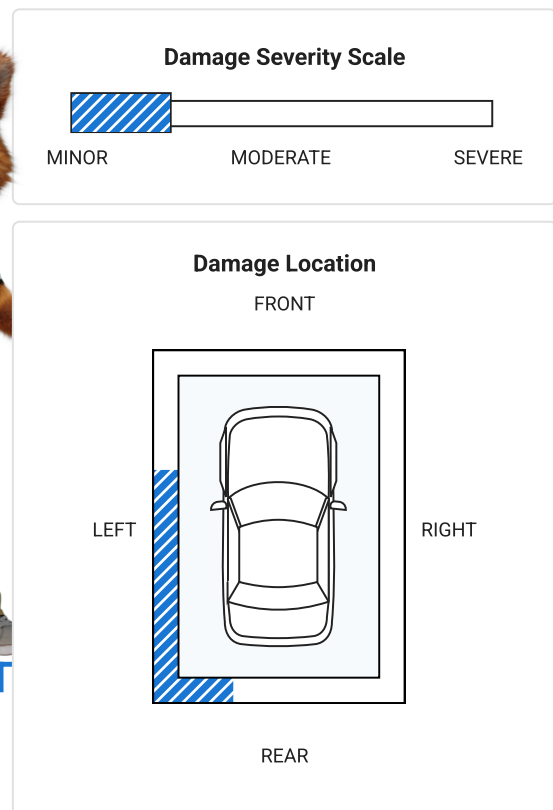 Damage Severity Scale
MINOR MODERATE SEVERE
Damage Location
FRONT
LEFT RIGHT
REAR